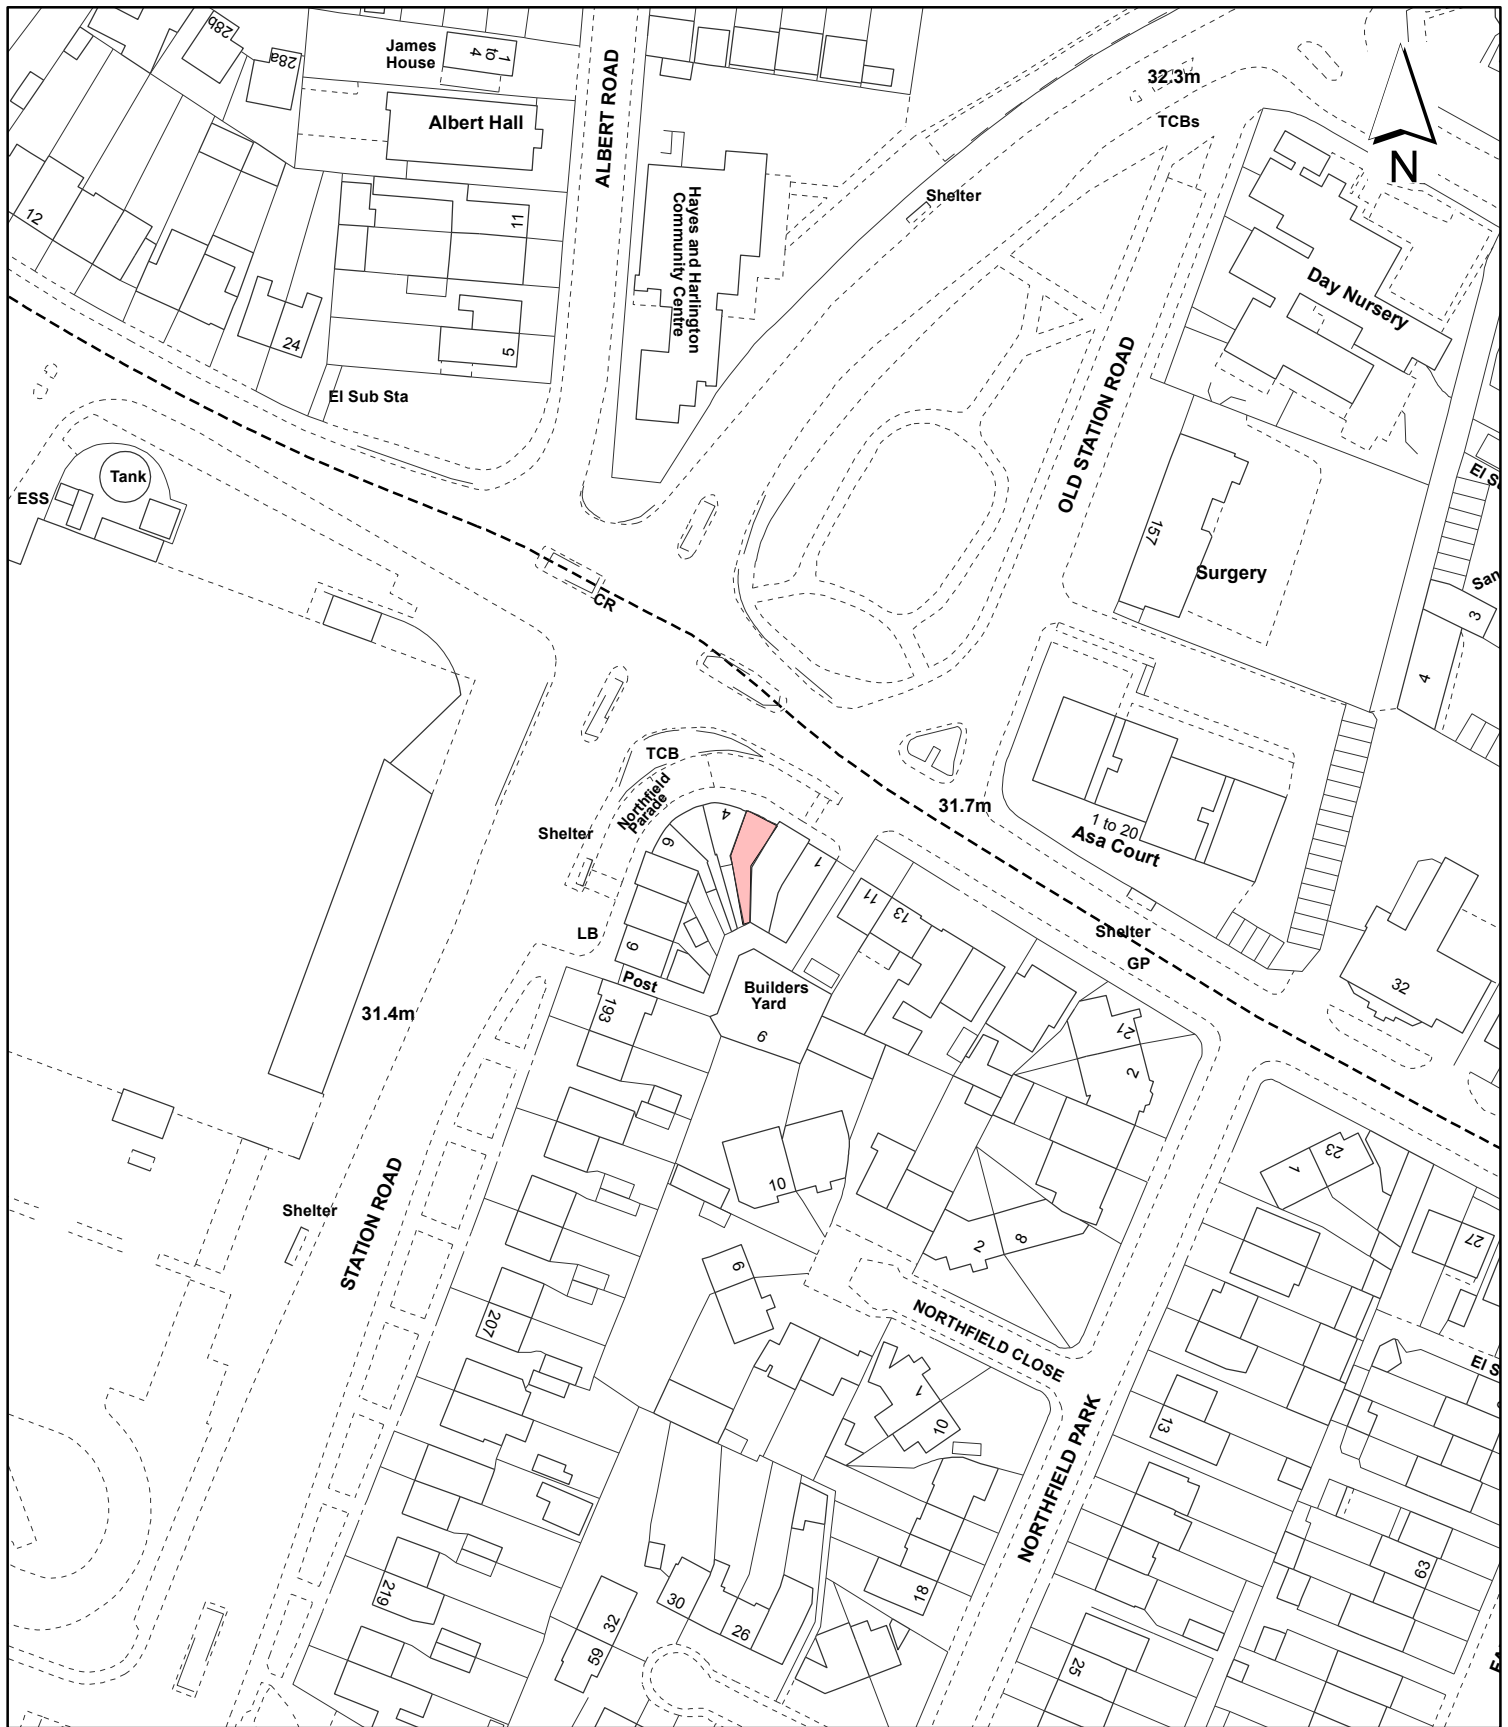 28b
28a
James
House
1
to
4
ALBERT ROAD
32.3m
Albert Hall
TCBs
N
Hayes and Harlington
Community Centre
Shelter
12
11
Day Nursery
24
5
El Sub Sta
OLD STATION ROAD
Tank
ESS
157
Surgery
El S
San
3
CR
4
TCB
Northfield
Parade
31.7m
1 to 20
Asa Court
Shelter
4
6
1
11
13
LB
9
Shelter
GP
Post
Builders
Yard
32
193
9
31.4m
21
2
10
23
1
STATION ROAD
Shelter
27
2
8
6
207
NORTHFIELD CLOSE
El S
1
10
13
NORTHFIELD PARK
63
219
30
32
26
18
59
25